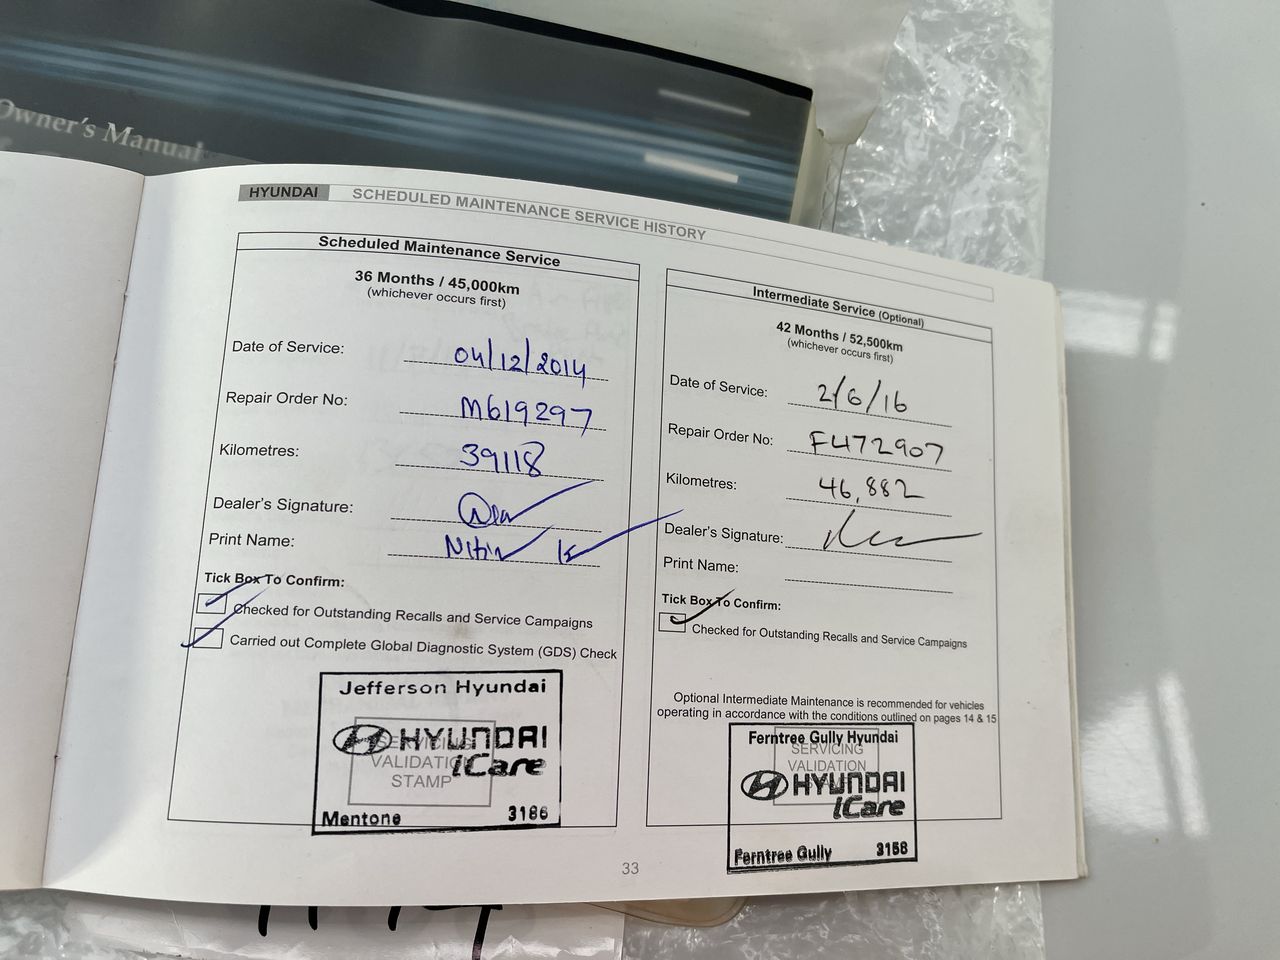 Owner's Manual
HYUNDAI SCHEDULED MAINTENANCE SERVICE HISTORY
Scheduled Maintenance Service
36 Months / 45,000km
(whichever occurs first)
Date of Service: 04/12/2014
Repair Order No: M619297
Kilometres: 39118
Dealer's Signature:
Print Name: Nitin K
Tick Box To Confirm:
Checked for Outstanding Recalls and Service Campaigns
Carried out Complete Global Diagnostic System (GDS) Check
Jefferson Hyundai
HYUNDAI
iCare
SERVICING
VALIDATION
STAMP
Mentone 3186
Intermediate Service (Optional)
42 Months / 52,500km
(whichever occurs first)
Date of Service: 2/6/16
Repair Order No: F472907
Kilometres: 46,882
Dealer's Signature:
Print Name:
Tick Box To Confirm:
Checked for Outstanding Recalls and Service Campaigns
Optional Intermediate Maintenance is recommended for vehicles
operating in accordance with the conditions outlined on pages 14 & 15
Ferntree Gully Hyundai
SERVICING
VALIDATION
HYUNDAI
iCare
Ferntree Gully 3156
33